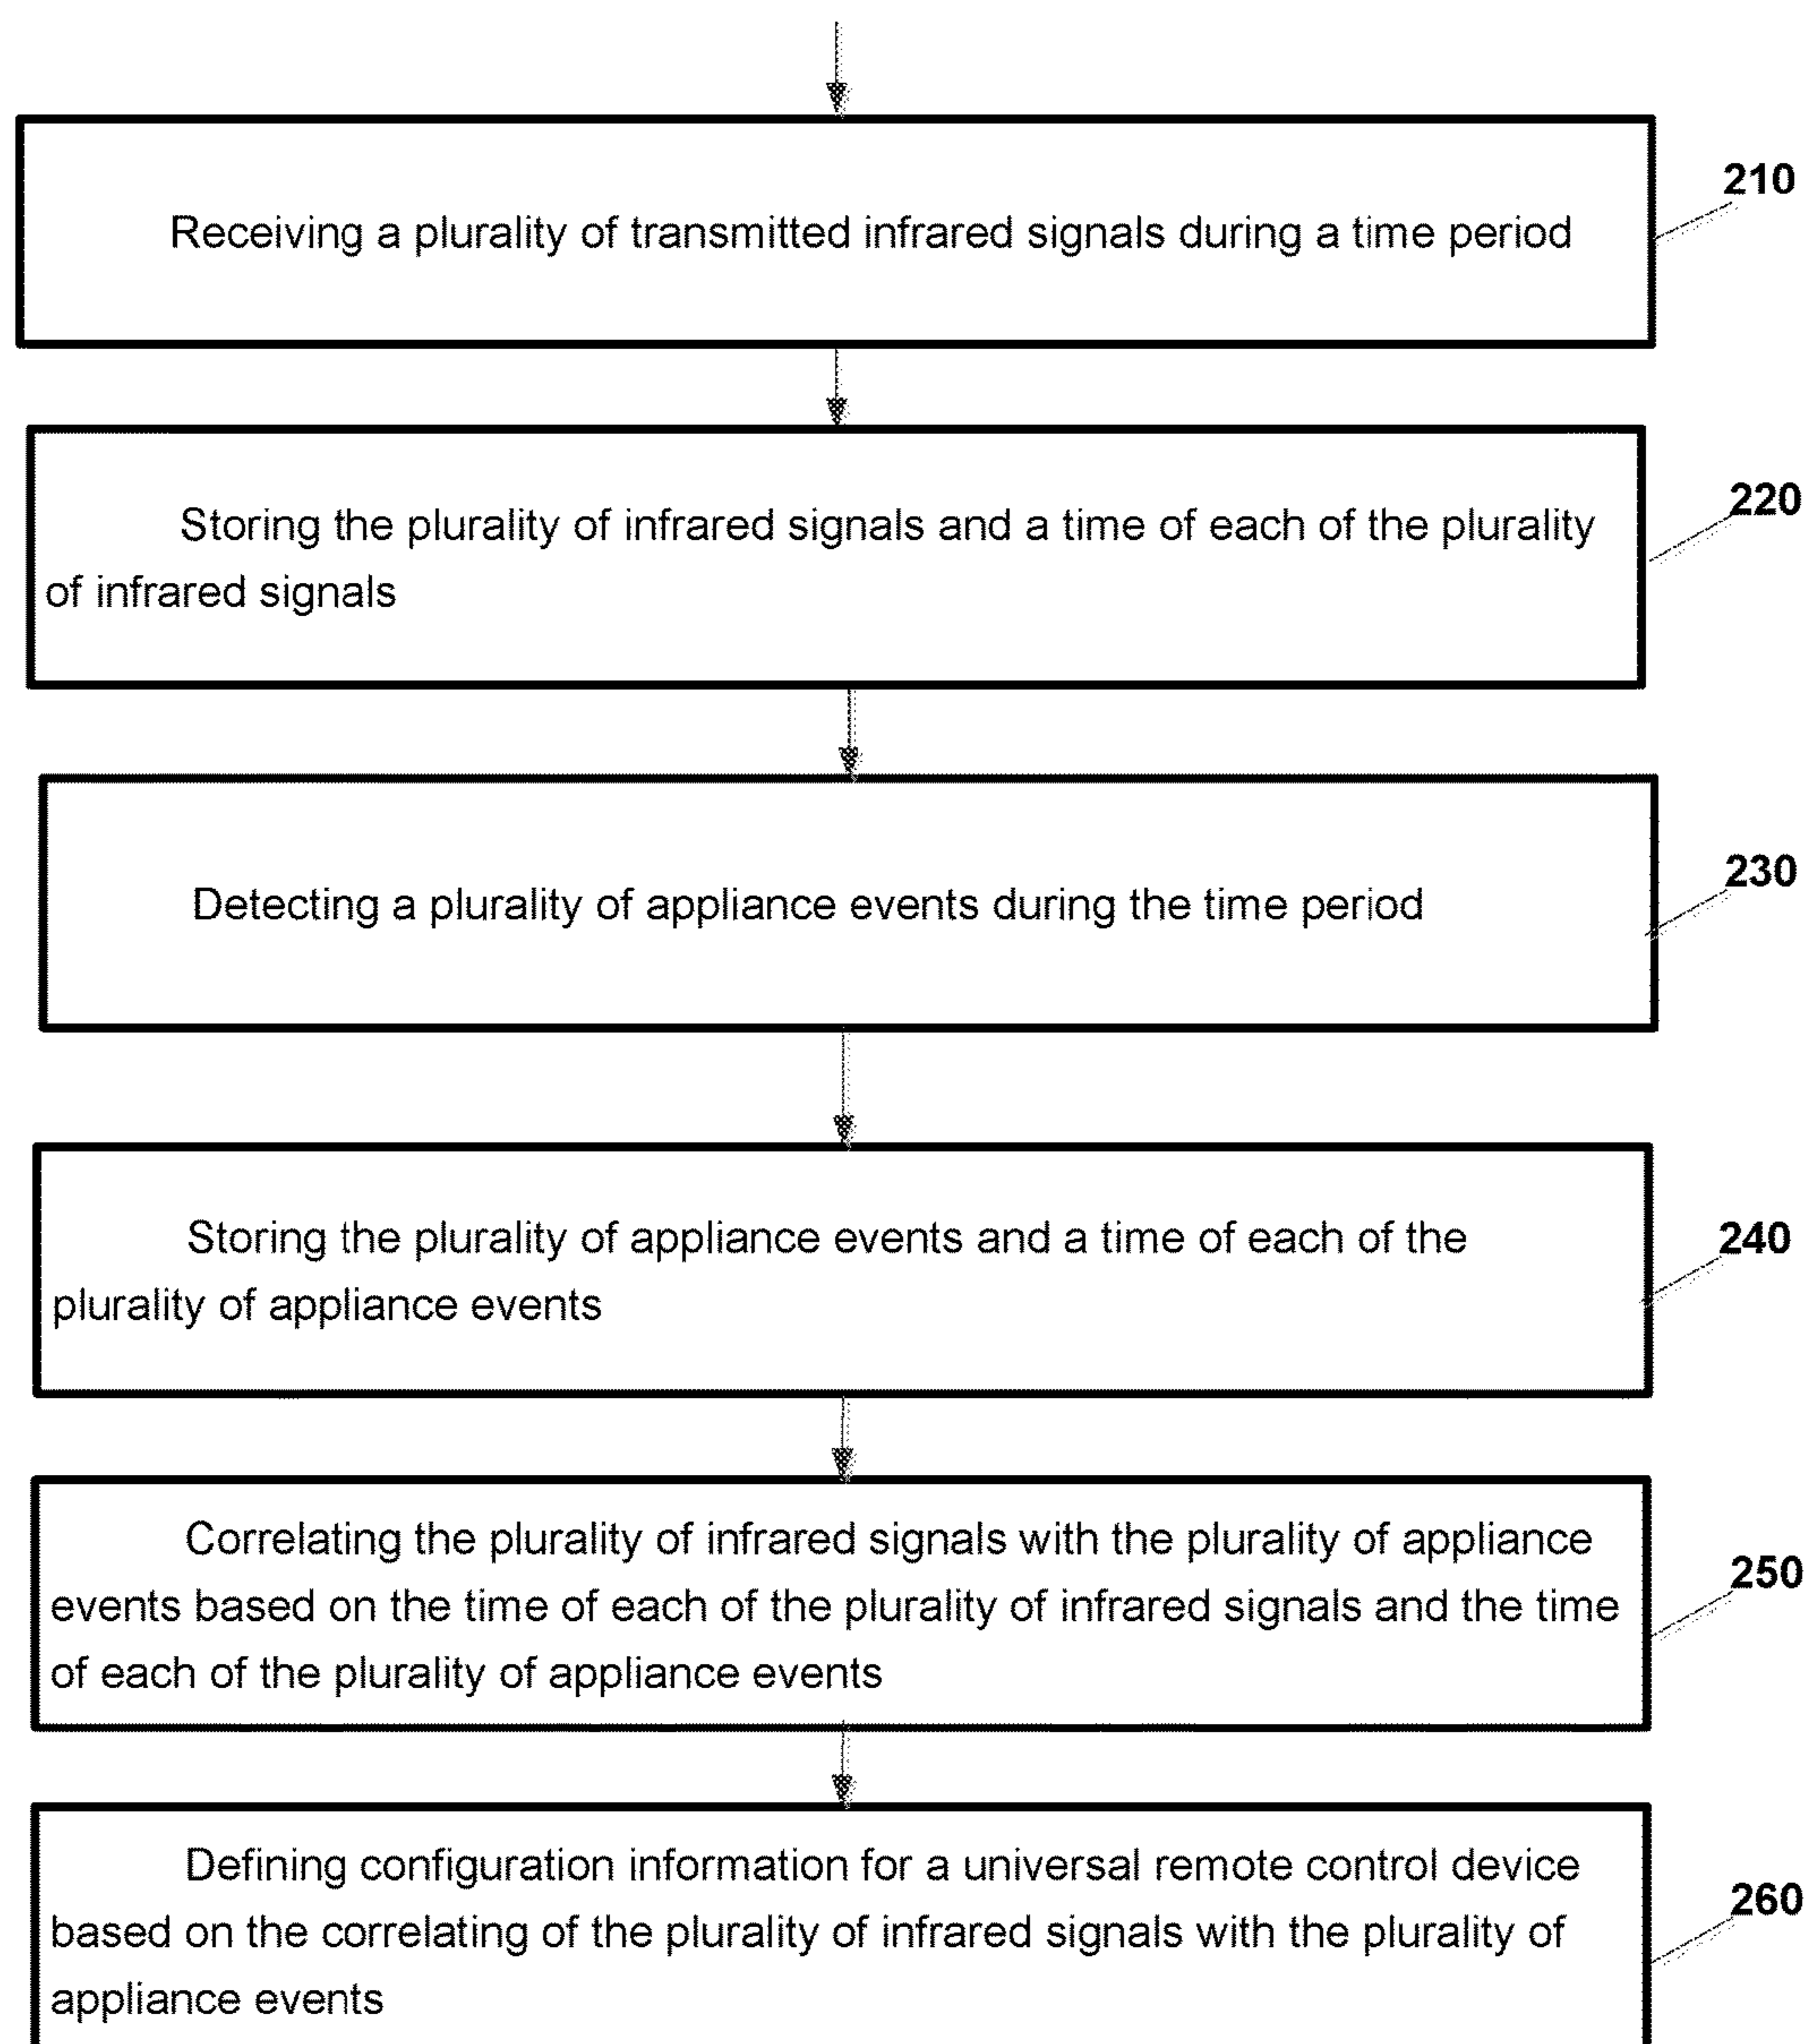 Receiving a plurality of transmitted infrared signals during a time period
210
Storing the plurality of infrared signals and a time of each of the plurality
of infrared signals
220
Detecting a plurality of appliance events during the time period
230
Storing the plurality of appliance events and a time of each of the
plurality of appliance events
240
Correlating the plurality of infrared signals with the plurality of appliance
events based on the time of each of the plurality of infrared signals and the time
of each of the plurality of appliance events
250
Defining configuration information for a universal remote control device
based on the correlating of the plurality of infrared signals with the plurality of
appliance events
260